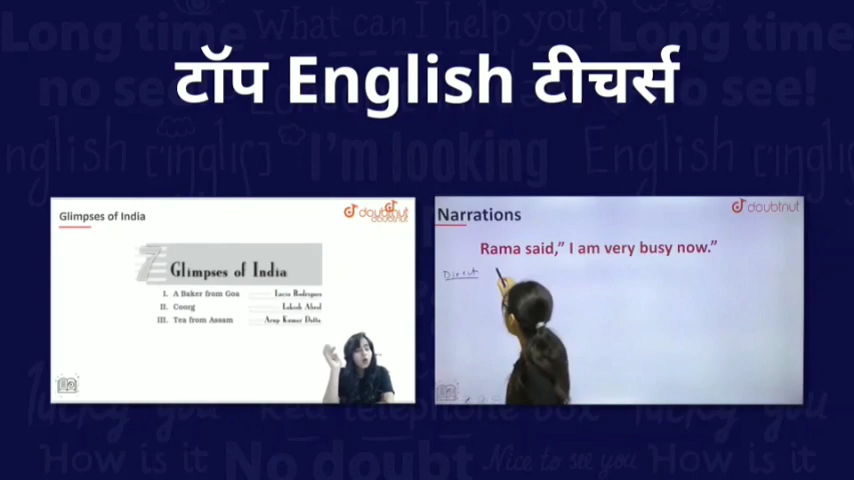 Long time
What can I help you?
Long time
no see
no see!
टॉप English टीचर्स
English
I'm looking
English
Glimpses of India
doubtnut
7
Glimpses of India
I. A Baker from Goa Lucio Rodrigues
II. Coorg Lokesh Abrol
III. Tea from Assam Arup Kumar Datta
Narrations
doubtnut
Rama said,” I am very busy now.”
Direct
lucky you
Red telephone box
How is it
No doubt
Nice to see you
How is it